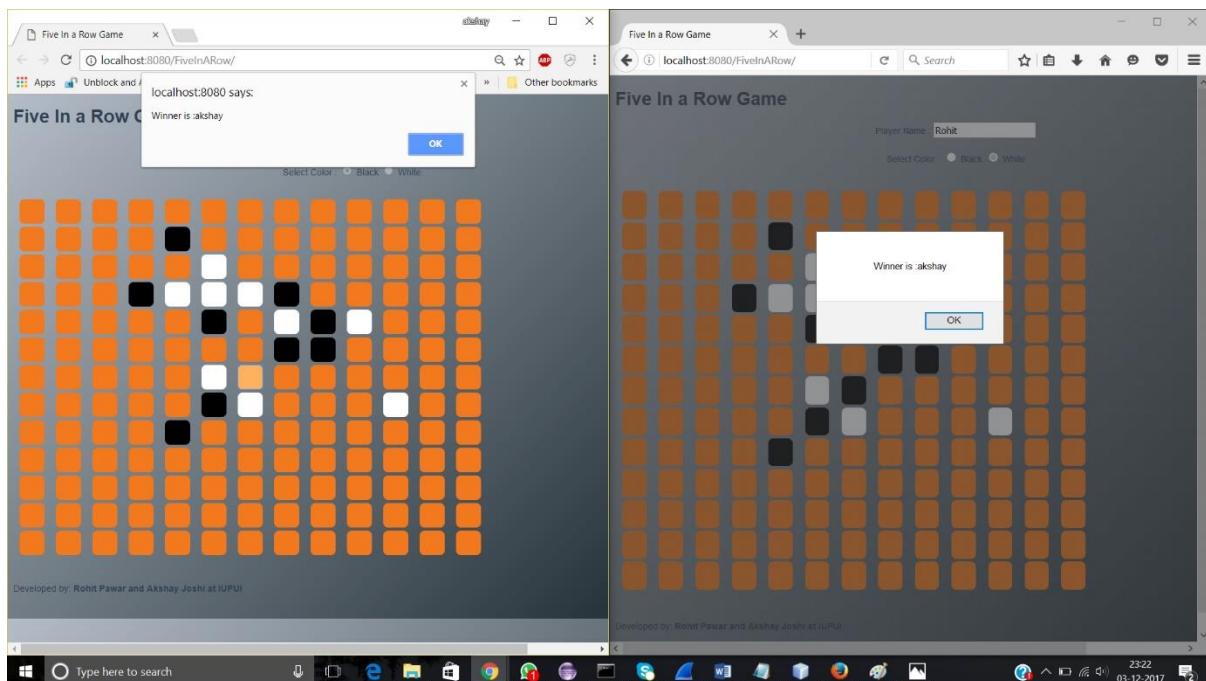 akshay
Five In a Row Game
localhost:8080/FiveInARow/
Apps
Unblock and
Other bookmarks
localhost:8080 says:
Winner is :akshay
OK
Five In a Row G
Select Color : Black White
Developed by: Rohit Pawar and Akshay Joshi at IUPUI
Five In a Row Game
localhost:8080/FiveInARow/
Search
Five In a Row Game
Player Name : Rohit
Select Color : Black White
Winner is :akshay
OK
Developed by: Rohit Pawar and Akshay Joshi at IUPUI
Type here to search
23:22
03-12-2017